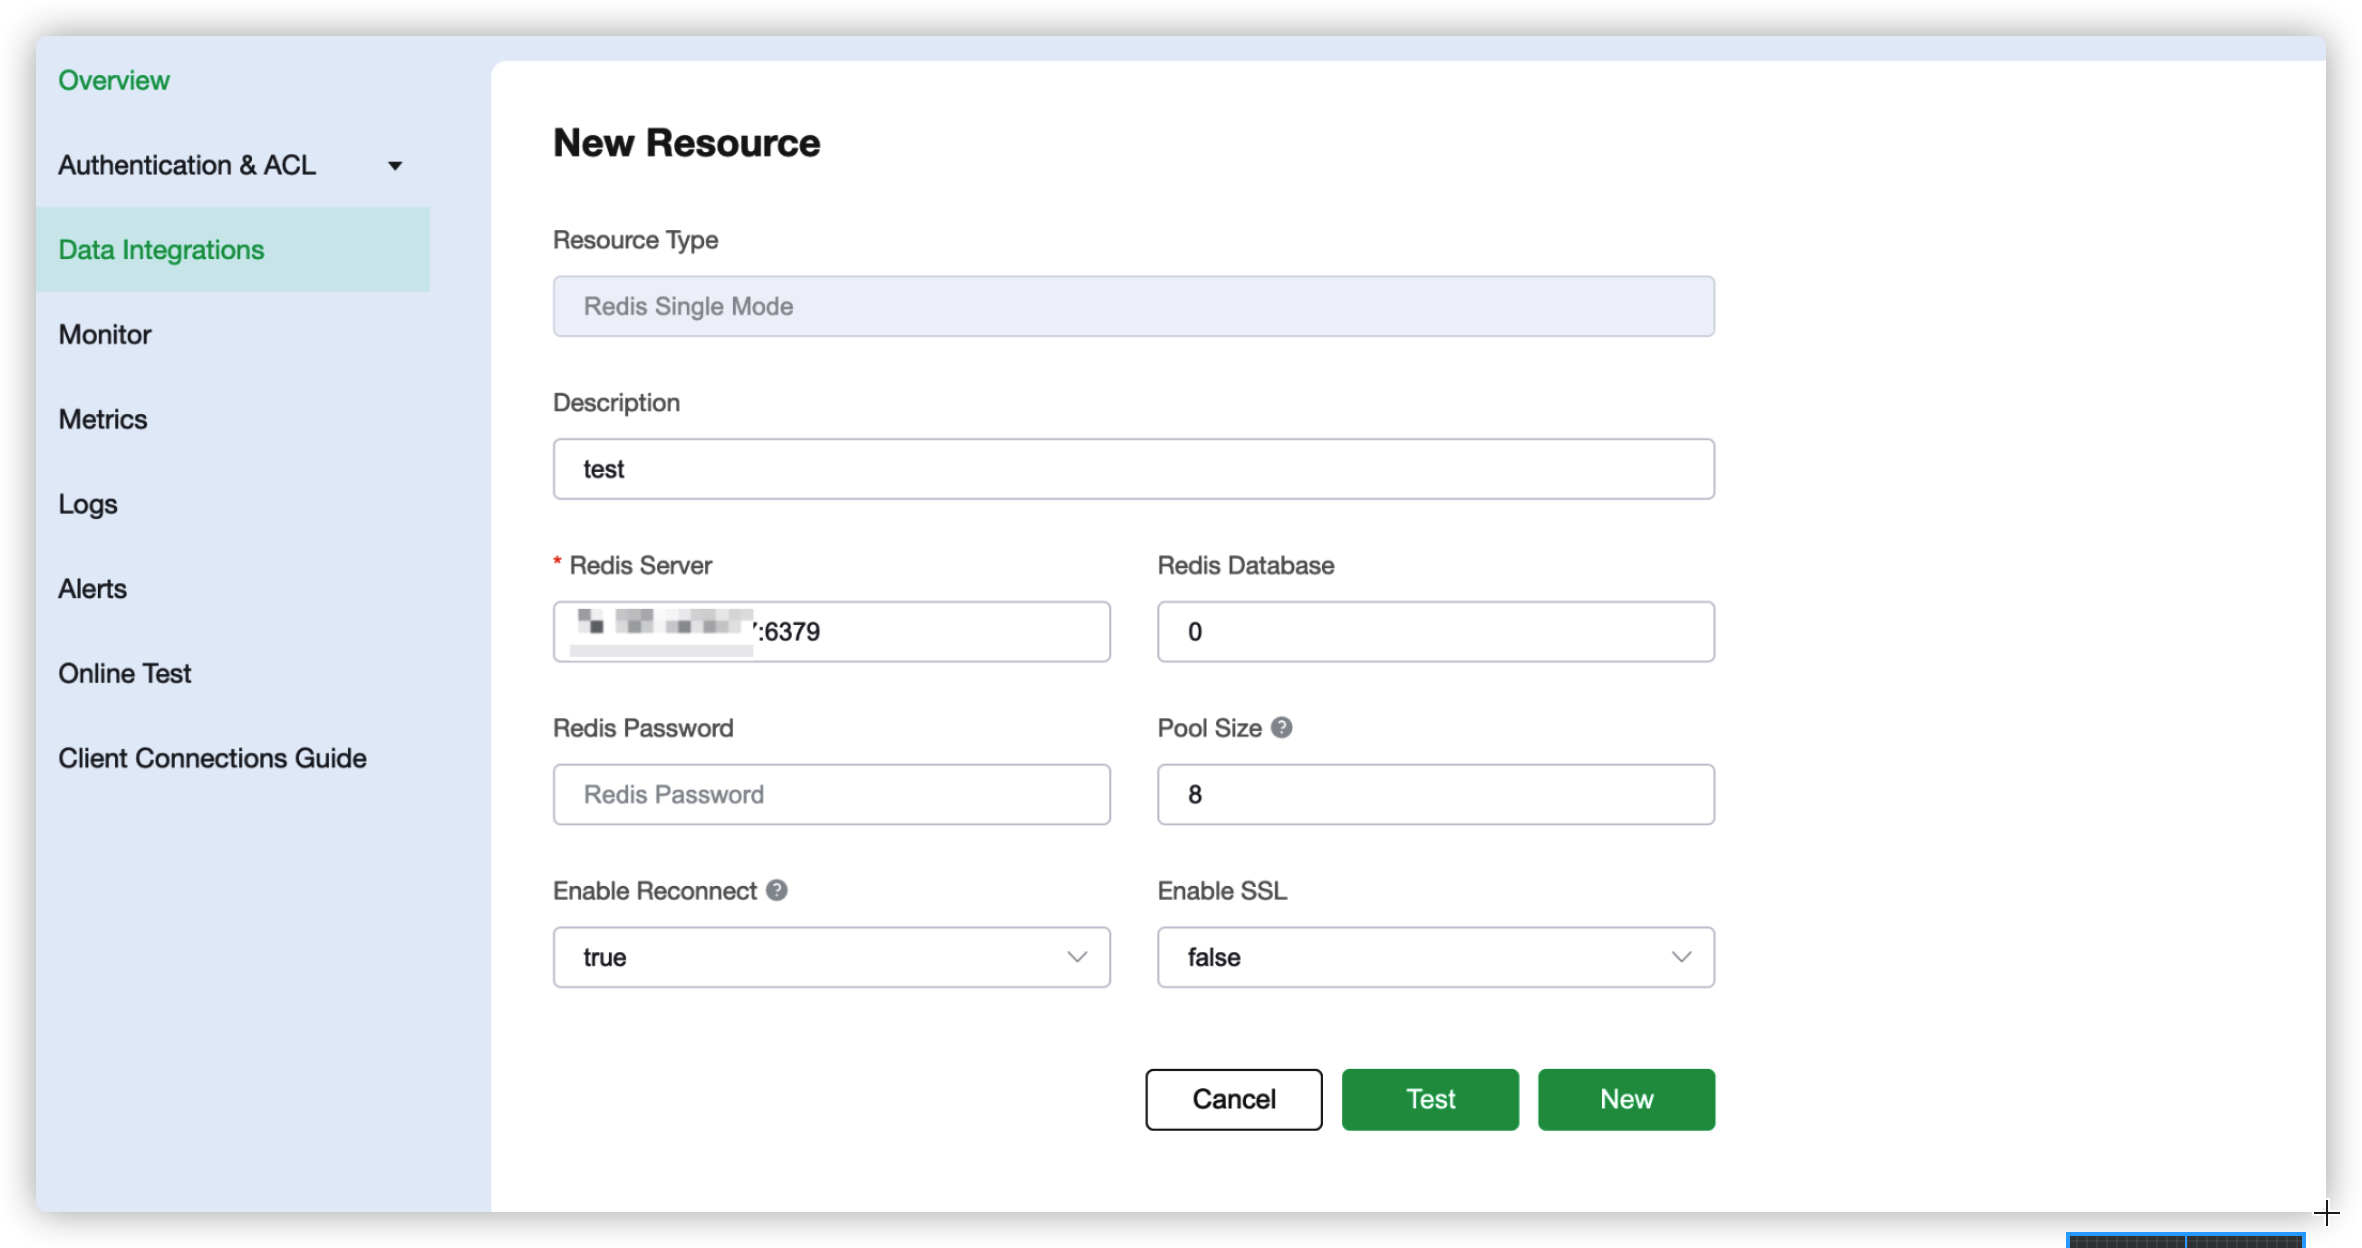 Overview
Authentication & ACL
Data Integrations
Monitor
Metrics
Logs
Alerts
Online Test
Client Connections Guide
New Resource
Resource Type
Redis Single Mode
Description
test
* Redis Server
Redis Database
:6379
0
Redis Password
Pool Size
Redis Password
8
Enable Reconnect
Enable SSL
true
false
Cancel
Test
New